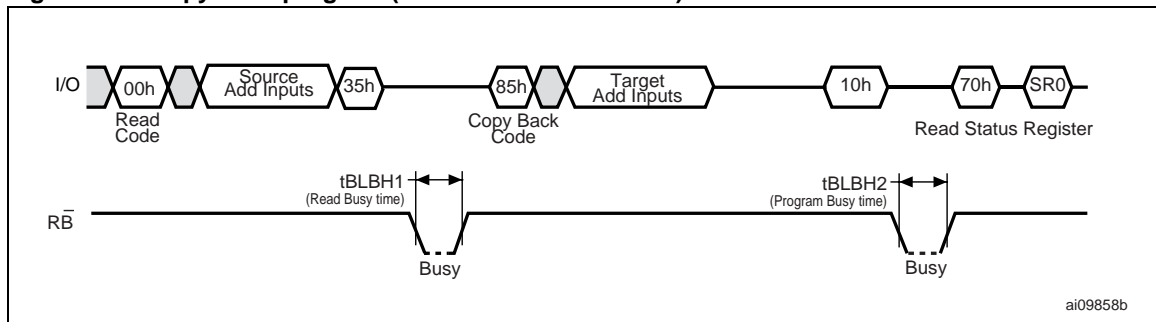 I/O
00h
Source
Add Inputs
35h
85h
Target
Add Inputs
10h
70h
SR0
Read
Code
Copy Back
Code
Read Status Register
tBLBH1
(Read Busy time)
tBLBH2
(Program Busy time)
RB̅
Busy
Busy
ai09858b